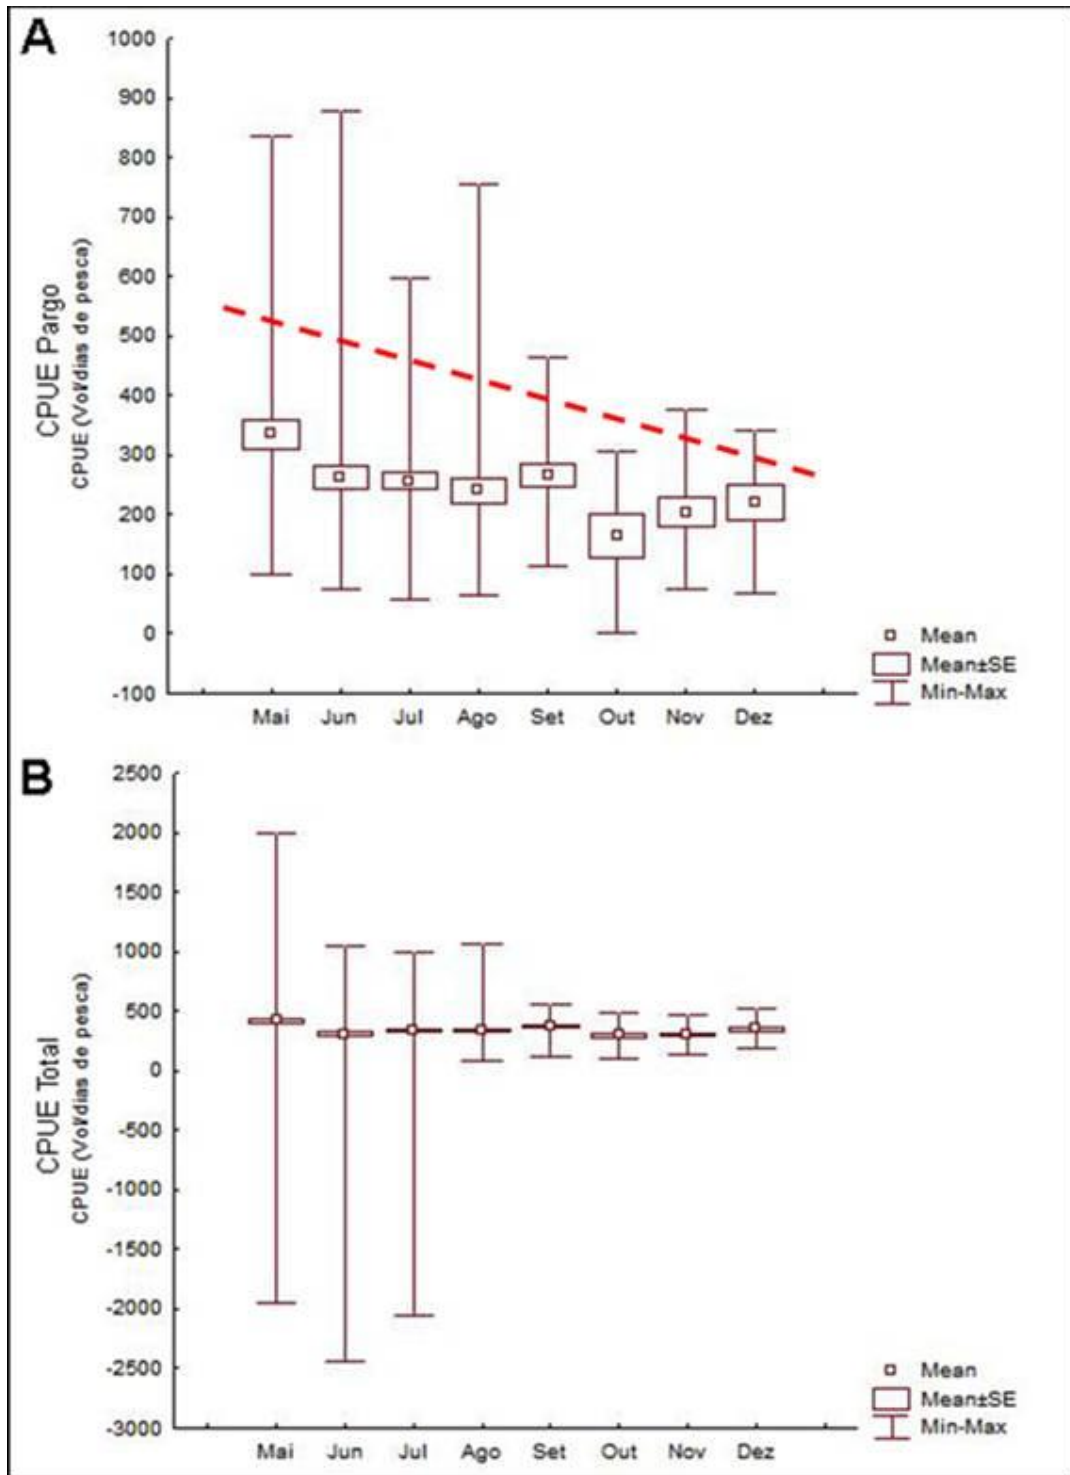 A
CPUE Pargo
CPUE (Vol/dias de pesca)
1000
900
800
700
600
500
400
300
200
100
0
-100
Mai Jun Jul Ago Set Out Nov Dez
Mean
Mean±SE
Min-Max
B
CPUE Total
CPUE (Vol/dias de pesca)
2500
2000
1500
1000
500
0
-500
-1000
-1500
-2000
-2500
-3000
Mai Jun Jul Ago Set Out Nov Dez
Mean
Mean±SE
Min-Max